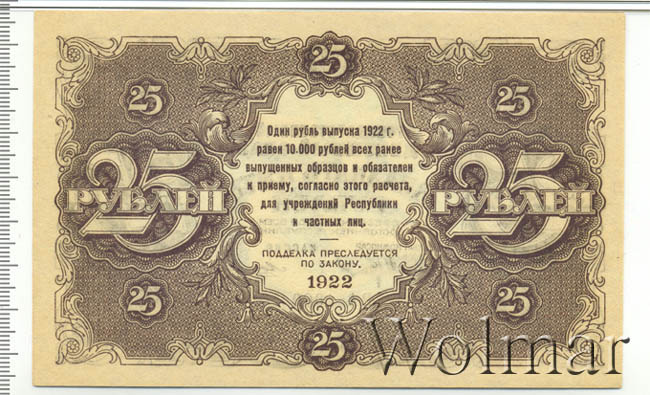 25
25 25
Один рубль выпуска 1922 г.
равен 10.000 рублей всех ранее
выпущенных образцов и обязателен
к приему, согласно этого расчета,
для учреждений Республики
и частных лиц.
25 РУБЛЕЙ 25 РУБЛЕЙ
ПОДДЕЛКА ПРЕСЛЕДУЕТСЯ
ПО ЗАКОНУ.
1922
25 25
25
Wolmar